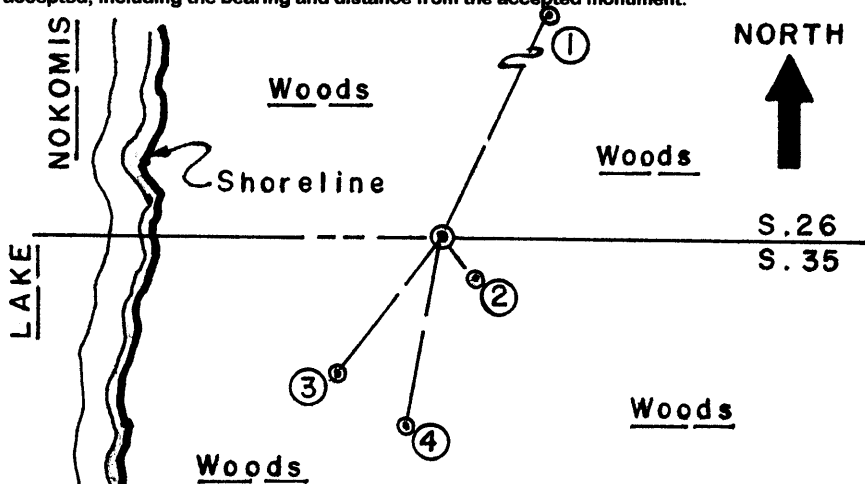 accepted, including the bearing and distance from the accepted monument.
NOKOMIS
LAKE
Woods
1
NORTH
Woods
Shoreline
S.26
S.35
2
3
4
Woods
Woods